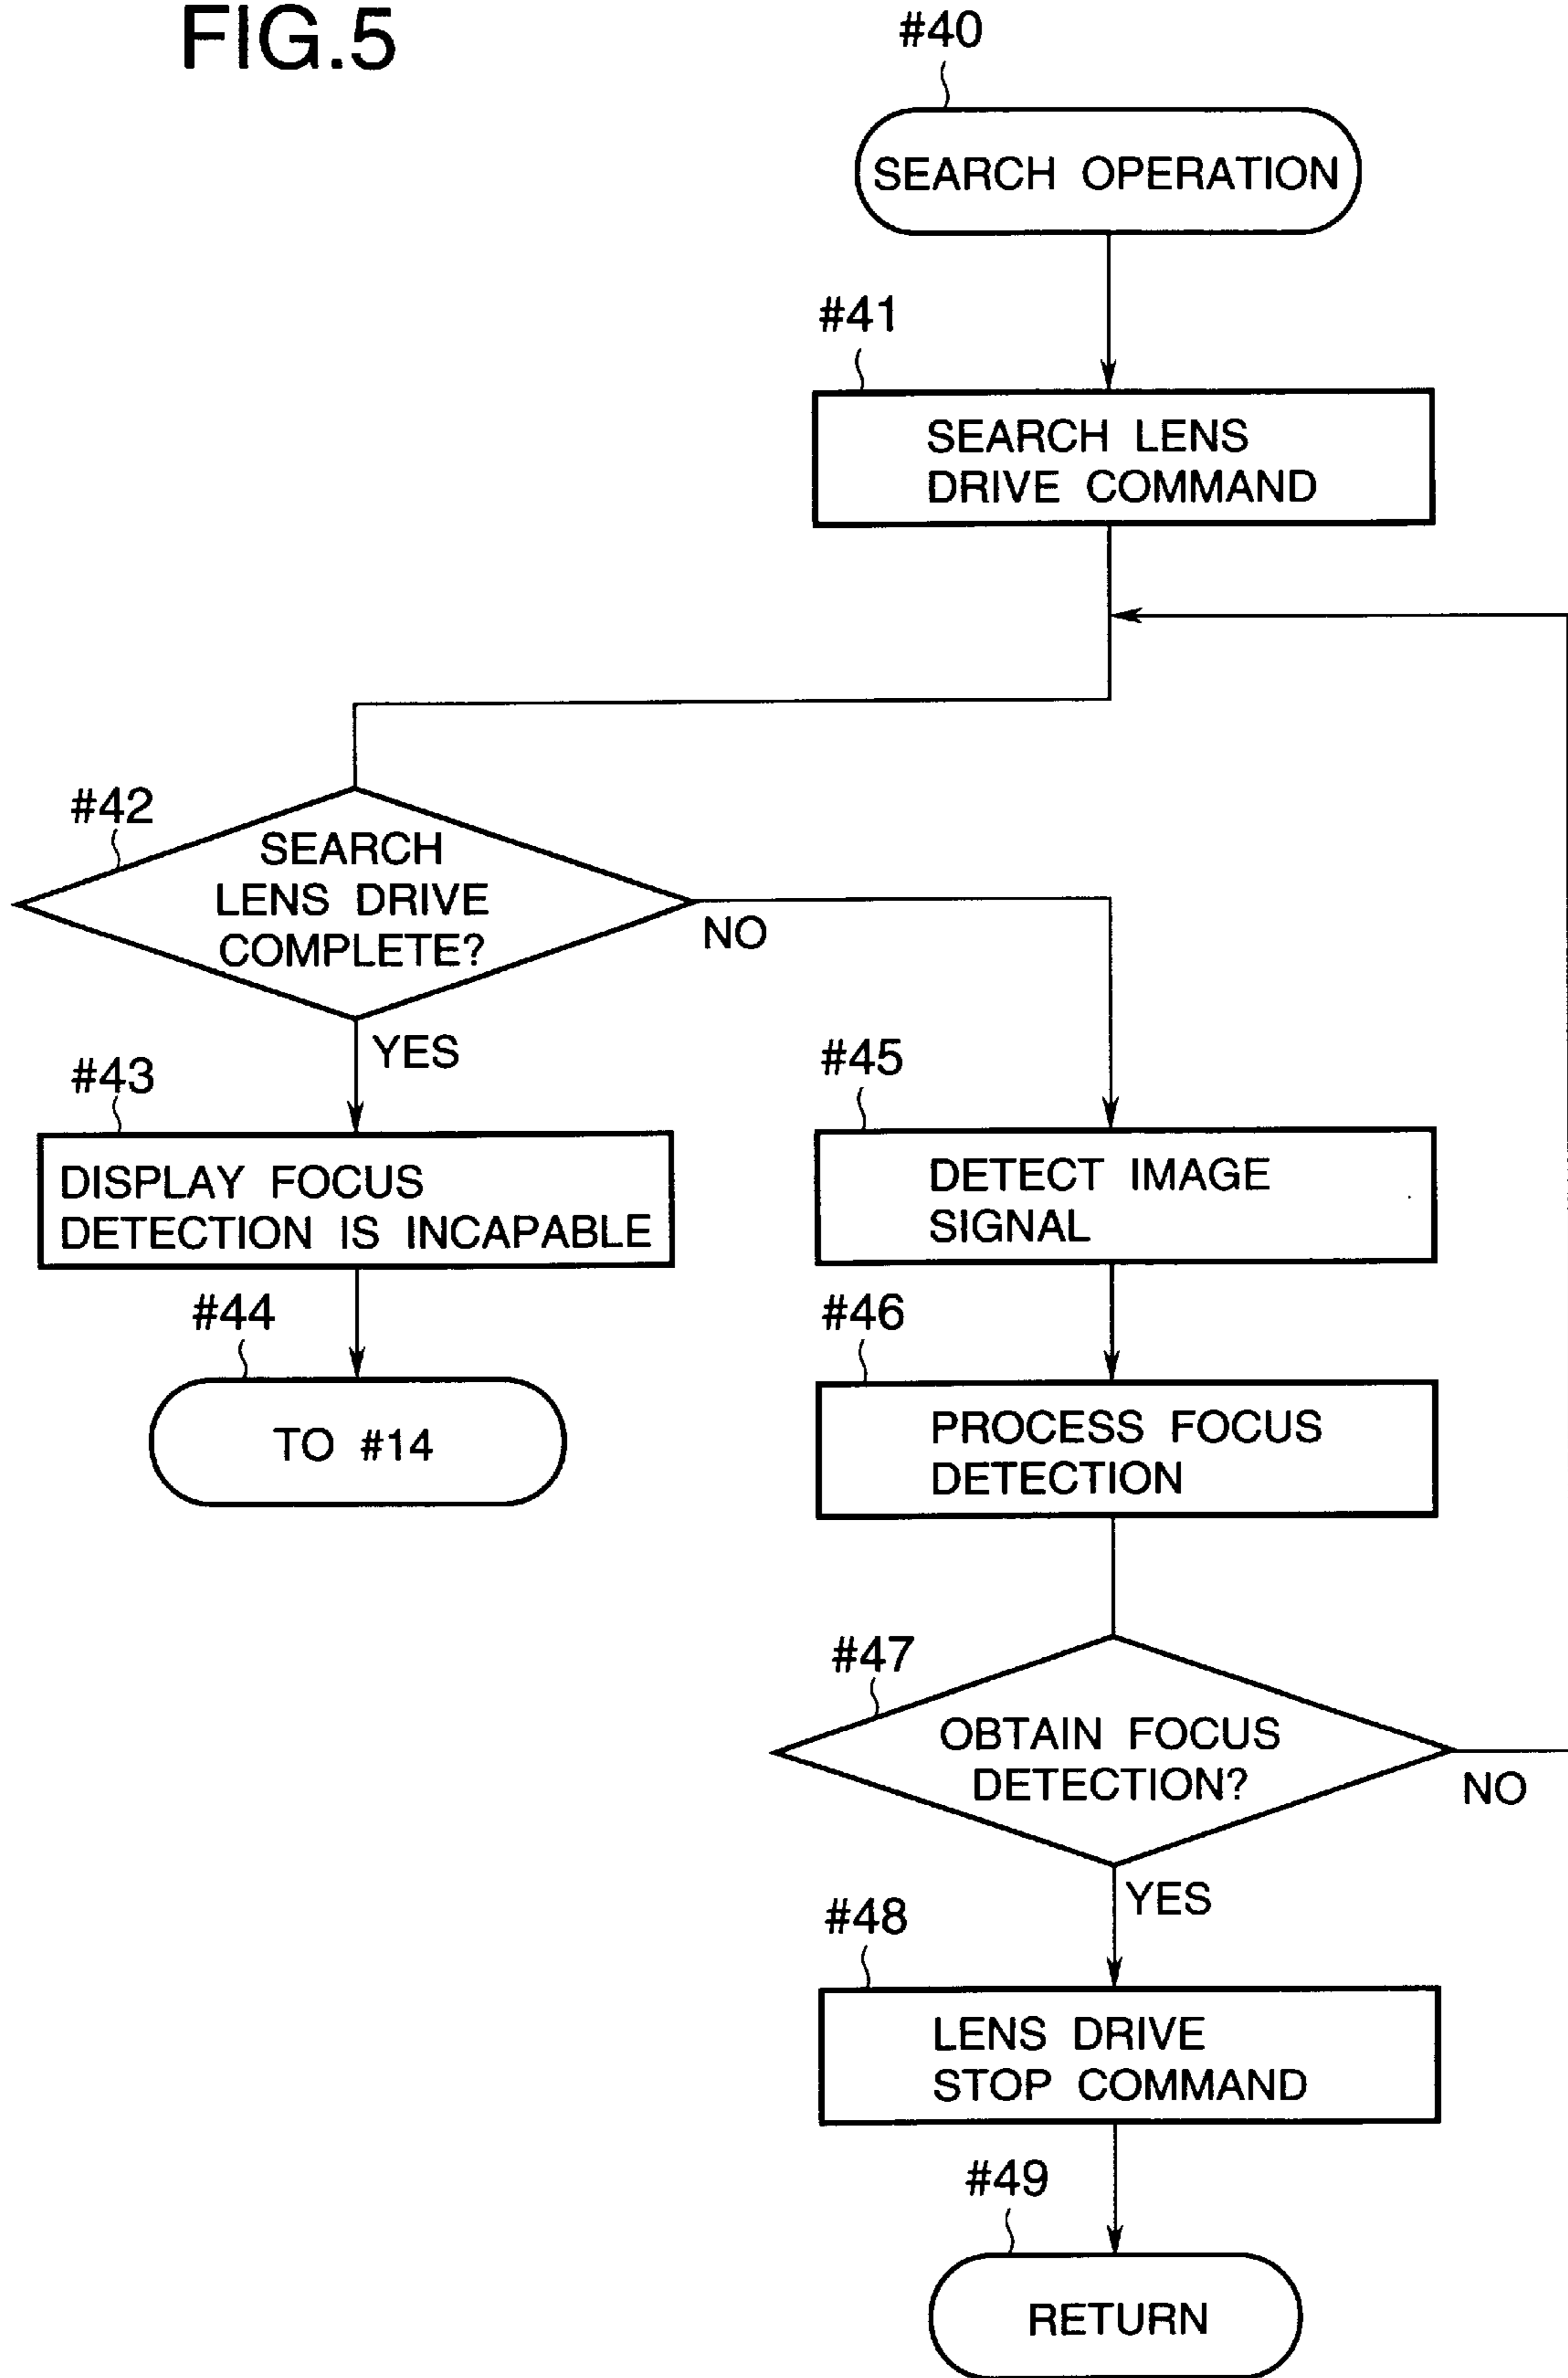 FIG.5
#40
SEARCH OPERATION
#41
SEARCH LENS
DRIVE COMMAND
#42
SEARCH
LENS DRIVE
COMPLETE?
NO
YES
#43
DISPLAY FOCUS
DETECTION IS INCAPABLE
#44
TO #14
#45
DETECT IMAGE
SIGNAL
#46
PROCESS FOCUS
DETECTION
#47
OBTAIN FOCUS
DETECTION?
NO
YES
#48
LENS DRIVE
STOP COMMAND
#49
RETURN